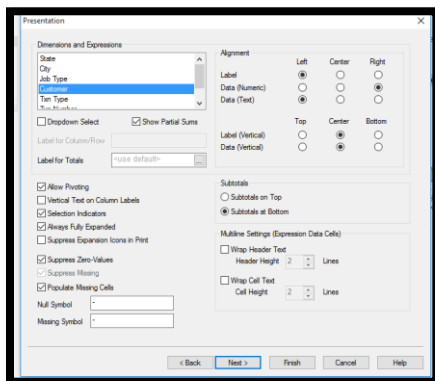 Presentation
Dimensions and Expressions
State
City
Job Type
Customer
Txn Type
Txn Number
Dropdown Select
Show Partial Sums
Label for Column/Row
Label for Totals
<use default>
...
Allow Pivoting
Vertical Text on Column Labels
Selection Indicators
Always Fully Expanded
Suppress Expansion Icons in Print
Suppress Zero-Values
Suppress Missing
Populate Missing Cells
Null Symbol
-
Missing Symbol
-
Alignment
Left Center Right
Label
Data (Numeric)
Data (Text)
Top Center Bottom
Label (Vertical)
Data (Vertical)
Subtotals
Subtotals on Top
Subtotals at Bottom
Multiline Settings (Expression Data Cells)
Wrap Header Text
Header Height 2 Lines
Wrap Cell Text
Cell Height 2 Lines
< Back Next > Finish Cancel Help